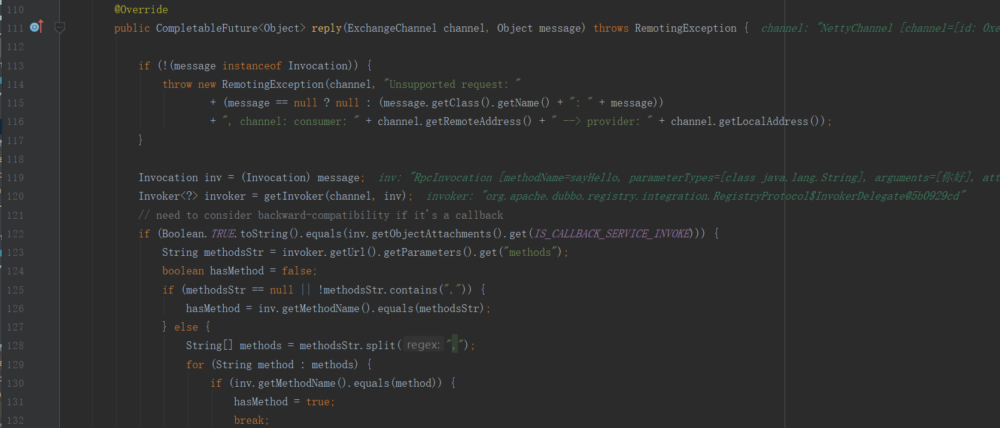 110 @Override
111 public CompletableFuture<Object> reply(ExchangeChannel channel, Object message) throws RemotingException { channel: "NettyChannel [channel=[id: 0xe
112
113 if (!(message instanceof Invocation)) {
114 throw new RemotingException(channel, "Unsupported request: "
115 + (message == null ? null : (message.getClass().getName() + ": " + message))
116 + ", channel: consumer: " + channel.getRemoteAddress() + " --> provider: " + channel.getLocalAddress());
117 }
118
119 Invocation inv = (Invocation) message; inv: "RpcInvocation [methodName=sayHello, parameterTypes=[class java.lang.String], arguments=[你好], att
120 Invoker<?> invoker = getInvoker(channel, inv); invoker: "org.apache.dubbo.registry.integration.RegistryProtocol$InvokerDelegate@5b0929cd"
121 // need to consider backward-compatibility if it's a callback
122 if (Boolean.TRUE.toString().equals(inv.getObjectAttachments().get(IS_CALLBACK_SERVICE_INVOKE))) {
123 String methodsStr = invoker.getUrl().getParameters().get("methods");
124 boolean hasMethod = false;
125 if (methodsStr == null || !methodsStr.contains(",")) {
126 hasMethod = inv.getMethodName().equals(methodsStr);
127 } else {
128 String[] methods = methodsStr.split( regex: ",");
129 for (String method : methods) {
130 if (inv.getMethodName().equals(method)) {
131 hasMethod = true;
132 break;